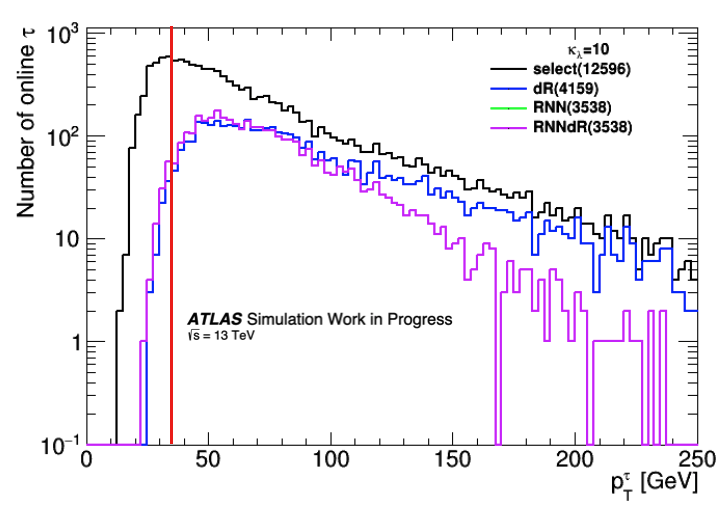 10³
10²
10
1
10⁻¹
Number of online τ
κλ=10
select(12596)
dR(4159)
RNN(3538)
RNNdR(3538)
ATLAS Simulation Work in Progress
√s = 13 TeV
0 50 100 150 200 250
p_T^τ [GeV]